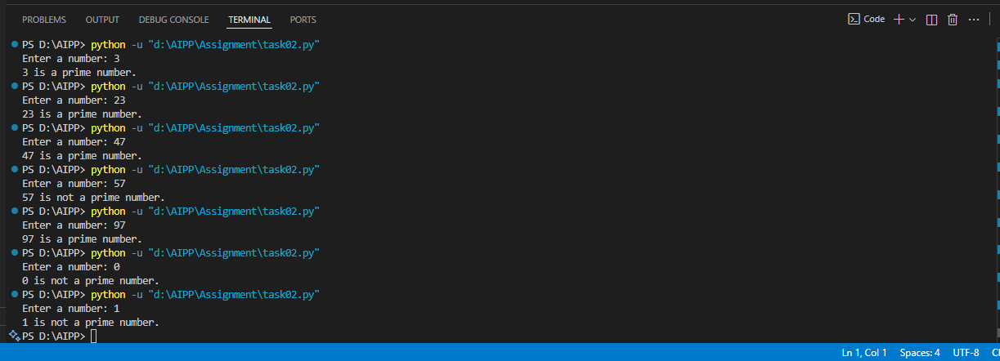 PROBLEMS OUTPUT DEBUG CONSOLE TERMINAL PORTS Code
PS D:\AIPP> python -u "d:\AIPP\Assignment\task02.py"
Enter a number: 3
3 is a prime number.
PS D:\AIPP> python -u "d:\AIPP\Assignment\task02.py"
Enter a number: 23
23 is a prime number.
PS D:\AIPP> python -u "d:\AIPP\Assignment\task02.py"
Enter a number: 47
47 is a prime number.
PS D:\AIPP> python -u "d:\AIPP\Assignment\task02.py"
Enter a number: 57
57 is not a prime number.
PS D:\AIPP> python -u "d:\AIPP\Assignment\task02.py"
Enter a number: 97
97 is a prime number.
PS D:\AIPP> python -u "d:\AIPP\Assignment\task02.py"
Enter a number: 0
0 is not a prime number.
PS D:\AIPP> python -u "d:\AIPP\Assignment\task02.py"
Enter a number: 1
1 is not a prime number.
PS D:\AIPP>
Ln 1, Col 1 Spaces: 4 UTF-8